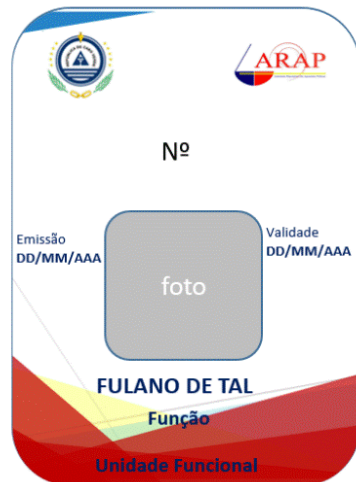 ARAP
Nº
Emissão
DD/MM/AAA
Validade
DD/MM/AAA
foto
FULANO DE TAL
Função
Unidade Funcional